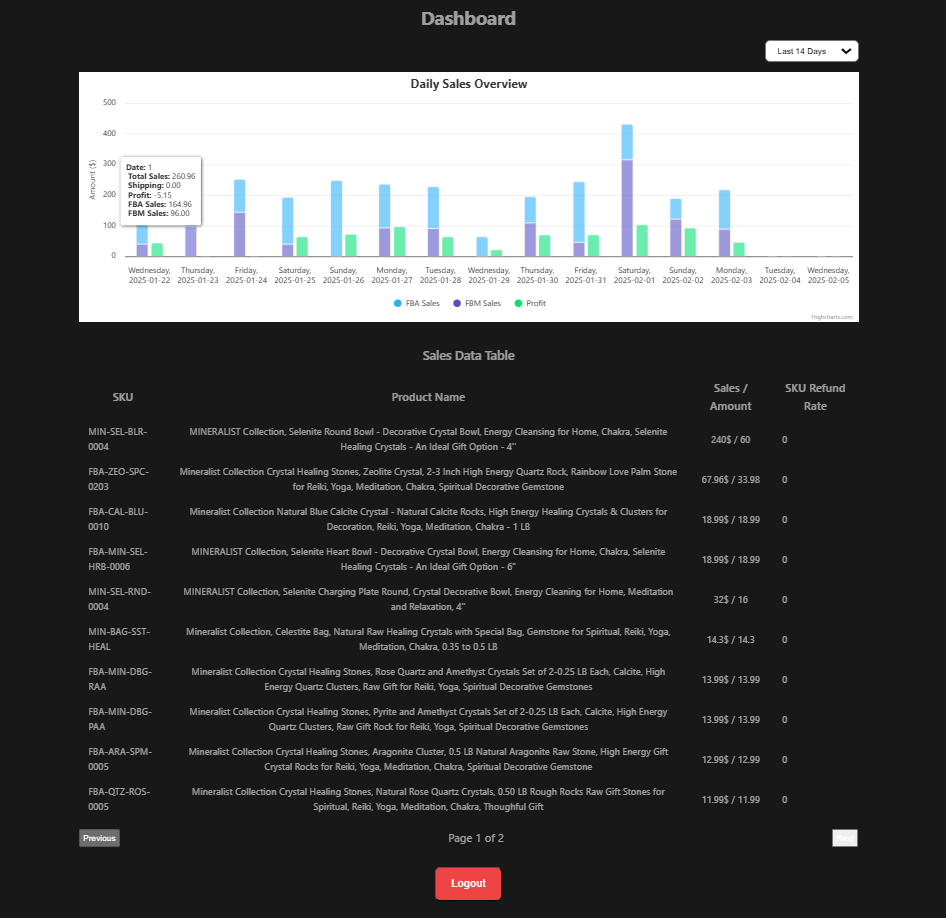 Dashboard
Last 14 Days
Daily Sales Overview
500
400
300
200
100
0
Amount ($)
Date: 1
Total Sales: 260.96
Shipping: 0.00
Profit: -5.15
FBA Sales: 164.96
FBM Sales: 96.00
Wednesday, 2025-01-22
Thursday, 2025-01-23
Friday, 2025-01-24
Saturday, 2025-01-25
Sunday, 2025-01-26
Monday, 2025-01-27
Tuesday, 2025-01-28
Wednesday, 2025-01-29
Thursday, 2025-01-30
Friday, 2025-01-31
Saturday, 2025-02-01
Sunday, 2025-02-02
Monday, 2025-02-03
Tuesday, 2025-02-04
Wednesday, 2025-02-05
FBA Sales FBM Sales Profit
Highcharts.com
Sales Data Table
SKU
Product Name
Sales /
Amount
SKU Refund
Rate
MIN-SEL-BLR-
0004
MINERALIST Collection, Selenite Round Bowl - Decorative Crystal Bowl, Energy Cleansing for Home, Chakra, Selenite
Healing Crystals - An Ideal Gift Option - 4"
240$ / 60
0
FBA-ZEO-SPC-
0203
Mineralist Collection Crystal Healing Stones, Zeolite Crystal, 2-3 Inch High Energy Quartz Rock, Rainbow Love Palm Stone
for Reiki, Yoga, Meditation, Chakra, Spiritual Decorative Gemstone
67.96$ / 33.98
0
FBA-CAL-BLU-
0010
Mineralist Collection Natural Blue Calcite Crystal - Natural Calcite Rocks, High Energy Healing Crystals & Clusters for
Decoration, Reiki, Yoga, Meditation, Chakra - 1 LB
18.99$ / 18.99
0
FBA-MIN-SEL-
HRB-0006
MINERALIST Collection, Selenite Heart Bowl - Decorative Crystal Bowl, Energy Cleansing for Home, Chakra, Selenite
Healing Crystals - An Ideal Gift Option - 6"
18.99$ / 18.99
0
MIN-SEL-RND-
0004
MINERALIST Collection, Selenite Charging Plate Round, Crystal Decorative Bowl, Energy Cleaning for Home, Meditation
and Relaxation, 4"
32$ / 16
0
MIN-BAG-SST-
HEAL
Mineralist Collection, Celestite Bag, Natural Raw Healing Crystals with Special Bag, Gemstone for Spiritual, Reiki, Yoga,
Meditation, Chakra, 0.35 to 0.5 LB
14.3$ / 14.3
0
FBA-MIN-DBG-
RAA
Mineralist Collection Crystal Healing Stones, Rose Quartz and Amethyst Crystals Set of 2-0.25 LB Each, Calcite, High
Energy Quartz Clusters, Raw Gift for Reiki, Yoga, Spiritual Decorative Gemstones
13.99$ / 13.99
0
FBA-MIN-DBG-
PAA
Mineralist Collection Crystal Healing Stones, Pyrite and Amethyst Crystals Set of 2-0.25 LB Each, Calcite, High Energy
Quartz Clusters, Raw Gift Rock for Reiki, Yoga, Spiritual Decorative Gemstones
13.99$ / 13.99
0
FBA-ARA-SPM-
0005
Mineralist Collection Crystal Healing Stones, Aragonite Cluster, 0.5 LB Natural Aragonite Raw Stone, High Energy Gift
Crystal Rocks for Reiki, Yoga, Meditation, Chakra, Spiritual Decorative Gemstone
12.99$ / 12.99
0
FBA-QTZ-ROS-
0005
Mineralist Collection Crystal Healing Stones, Natural Rose Quartz Crystals, 0.50 LB Rough Rocks Raw Gift Stones for
Spiritual, Reiki, Yoga, Meditation, Chakra, Thoughful Gift
11.99$ / 11.99
0
Previous
Page 1 of 2
Logout